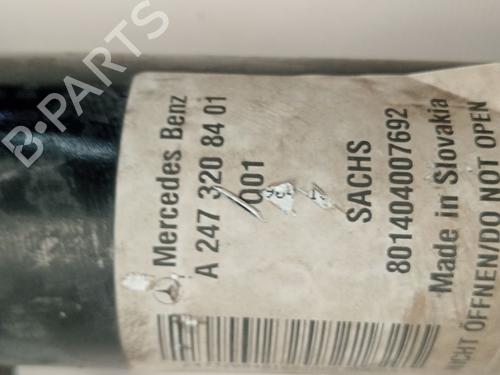 Mercedes Benz
A 247 320 84 01
001
SACHS
801404007692
Made in Slovakia
NICHT ÖFFNEN/DO NOT OPEN
B-PARTS